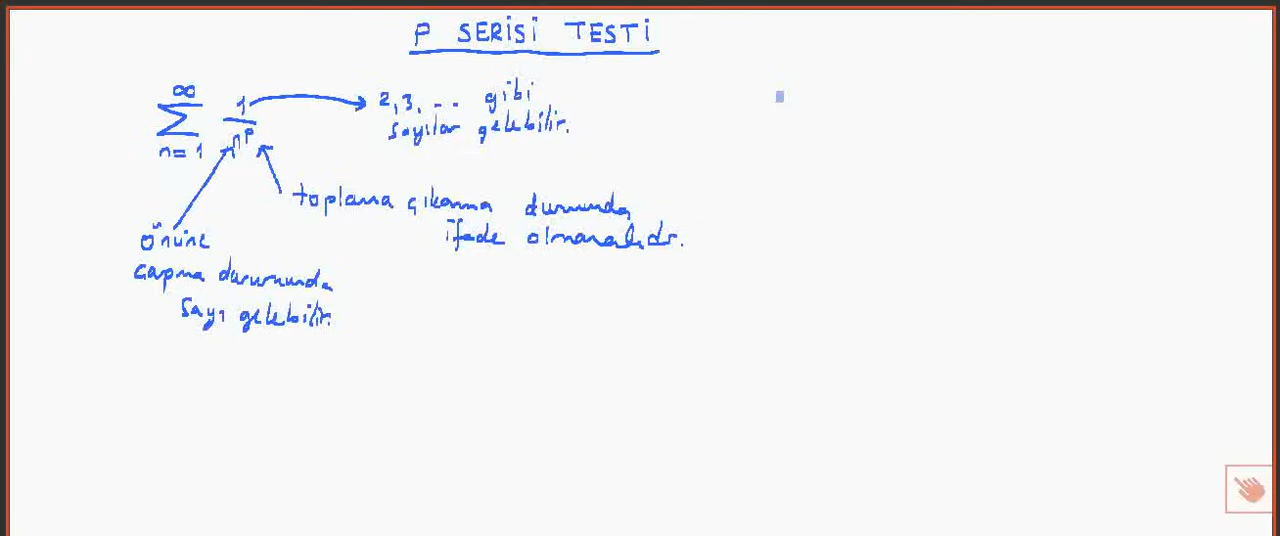 P SERİSİ TESTİ
∞
∑ 1/n^p
n=1
2,3, ... gibi
sayılar gelebilir.
toplama çıkarma durumunda
ifade olmamalıdır.
önüne
çarpma durumunda
sayı gelebilir.